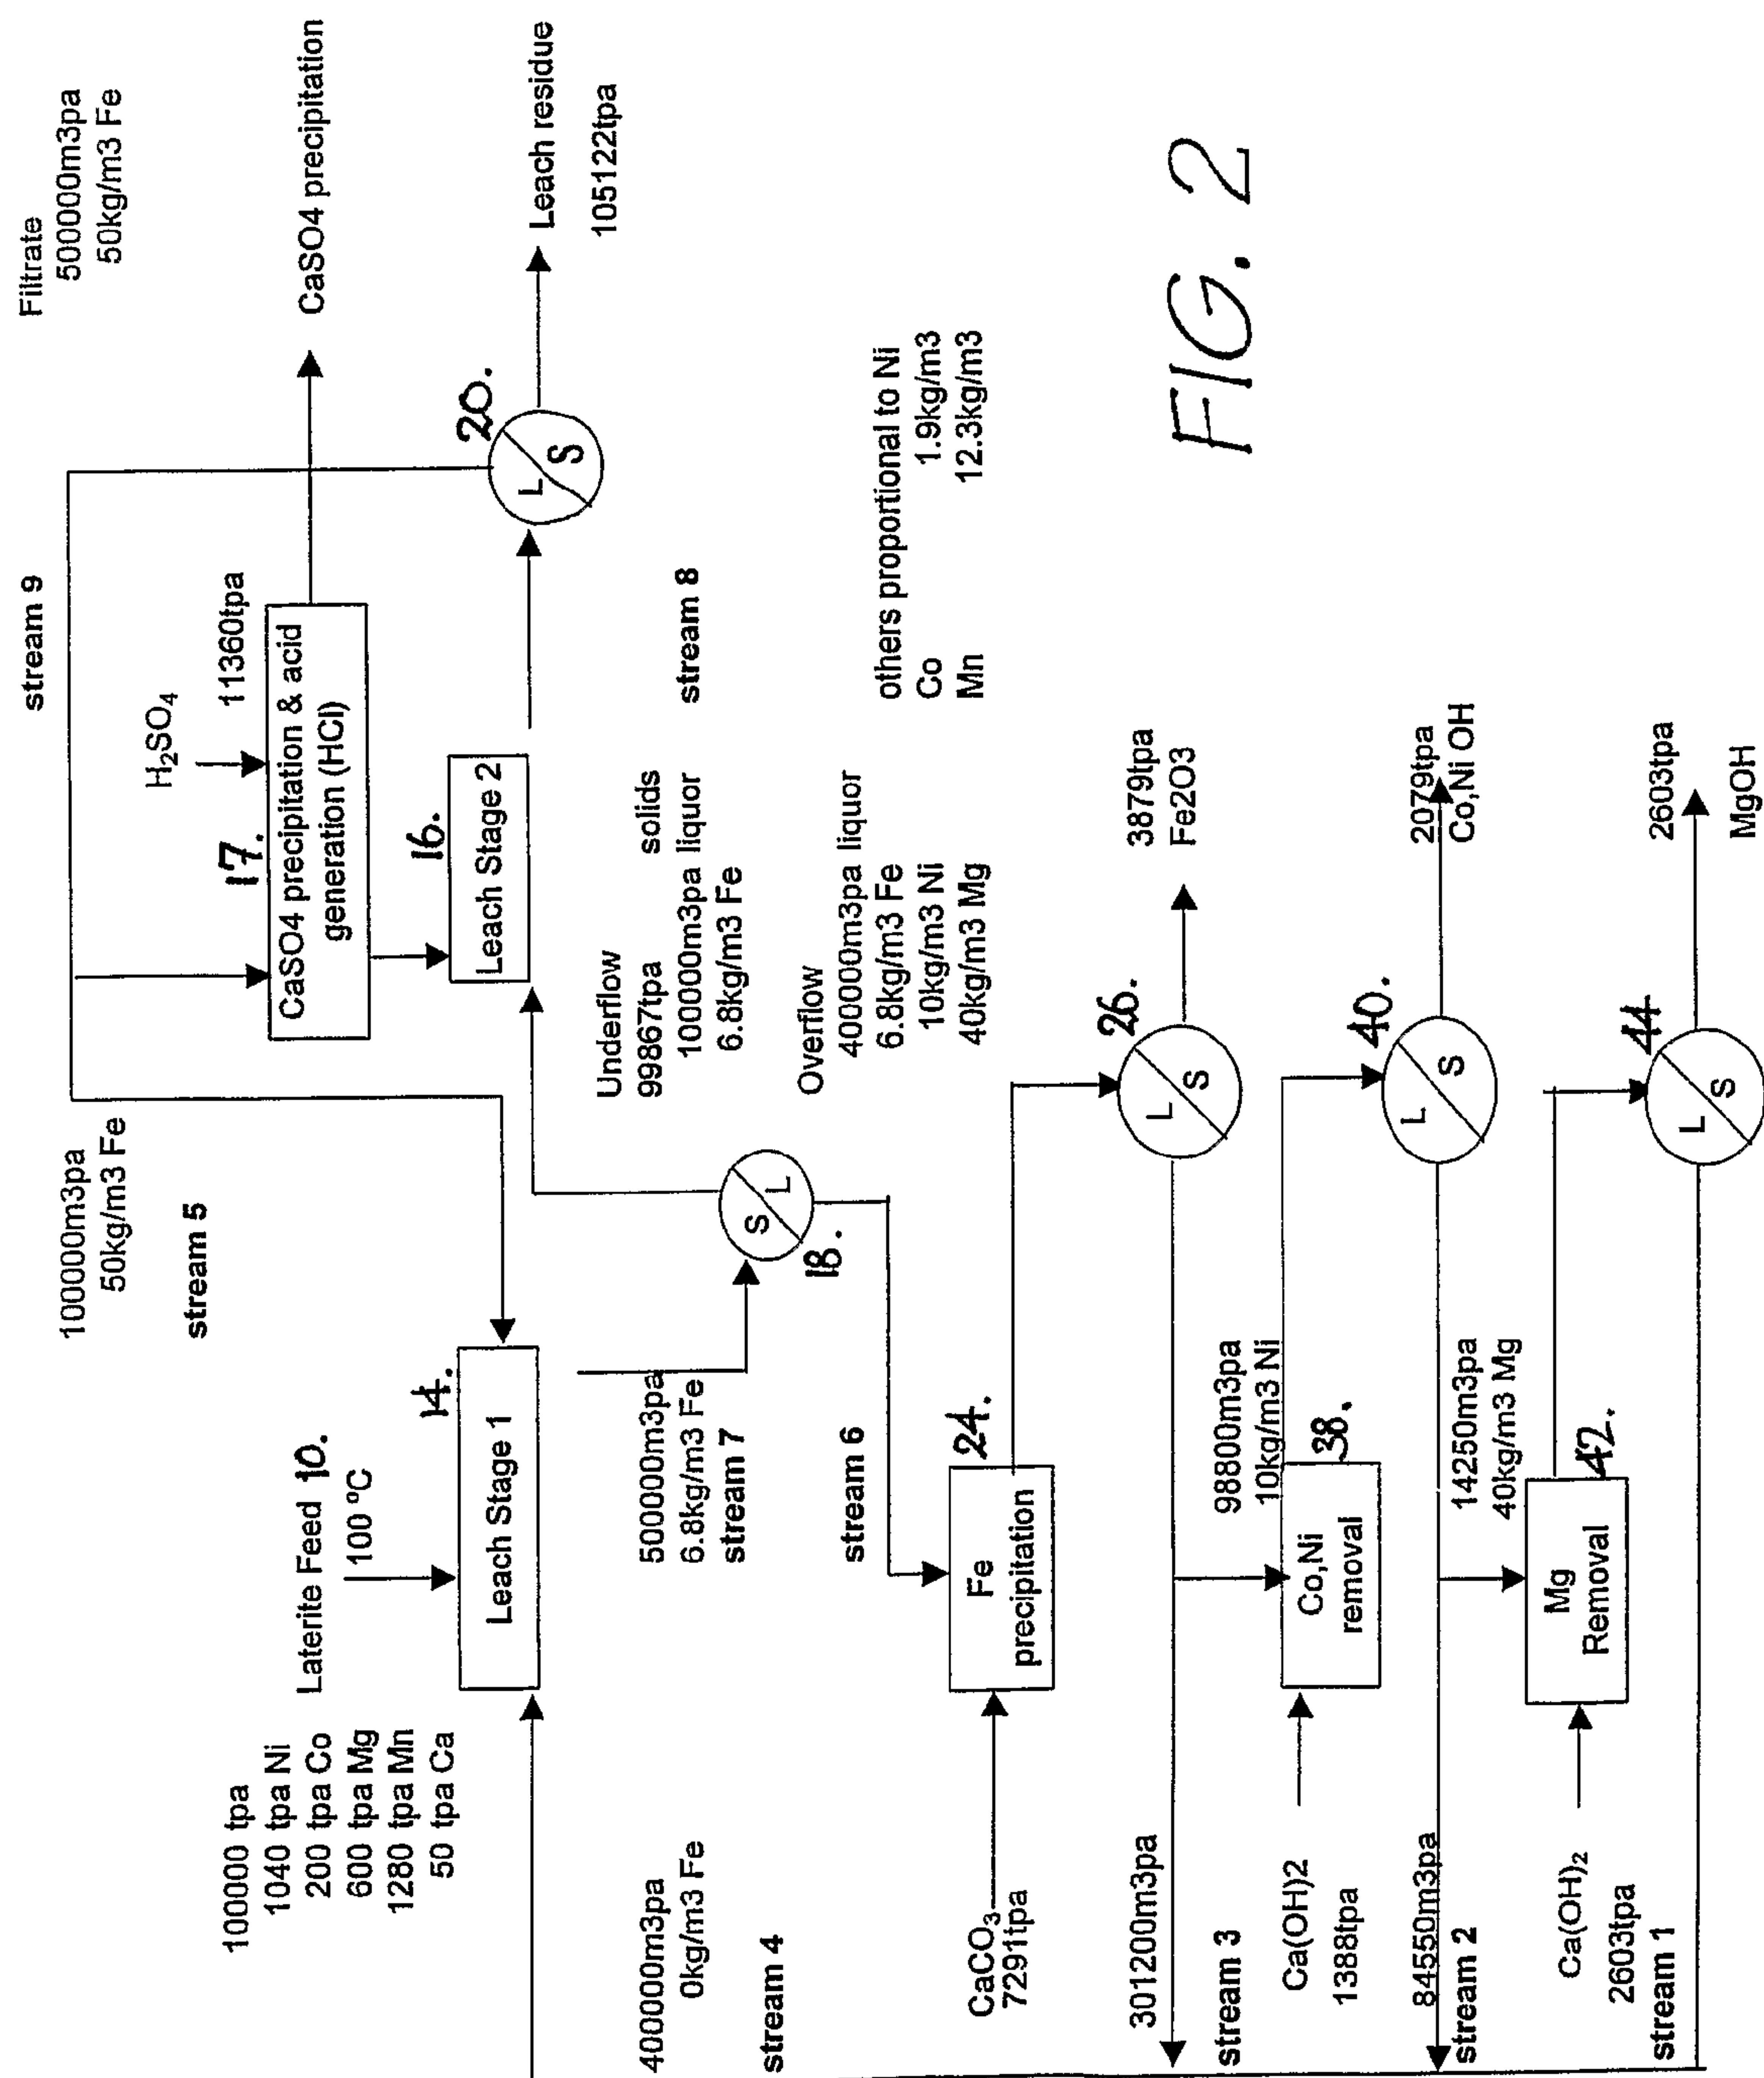 stream 9
Filtrate
500000m3pa
50kg/m3 Fe
H2SO4
11360tpa
17.
CaSO4 precipitation & acid
generation (HCl)
CaSO4 precipitation
100000m3pa
50kg/m3 Fe
stream 5
16.
Leach Stage 2
20.
L
S
Leach residue
105122tpa
stream 8
100000 tpa
1040 tpa Ni
200 tpa Co
600 tpa Mg
1280 tpa Mn
50 tpa Ca
Laterite Feed 10.
100 ºC
14.
Leach Stage 1
Underflow
99867tpa solids
100000m3pa liquor
6.8kg/m3 Fe
400000m3pa
0kg/m3 Fe
stream 4
500000m3pa
6.8kg/m3 Fe
stream 7
S
L
18.
Overflow
400000m3pa liquor
6.8kg/m3 Fe
10kg/m3 Ni
40kg/m3 Mg
others proportional to Ni
Co 1.9kg/m3
Mn 12.3kg/m3
stream 6
CaCO3
7291tpa
24.
Fe
precipitation
26.
L
S
3879tpa
Fe2O3
301200m3pa
stream 3
98800m3pa
10kg/m3 Ni
Ca(OH)2
1388tpa
38.
Co,Ni
removal
40.
L
S
2079tpa
Co,Ni OH
84550m3pa
stream 2
14250m3pa
40kg/m3 Mg
Ca(OH)2
2603tpa
42.
Mg
Removal
44
L
S
2603tpa
MgOH
stream 1
FIG. 2